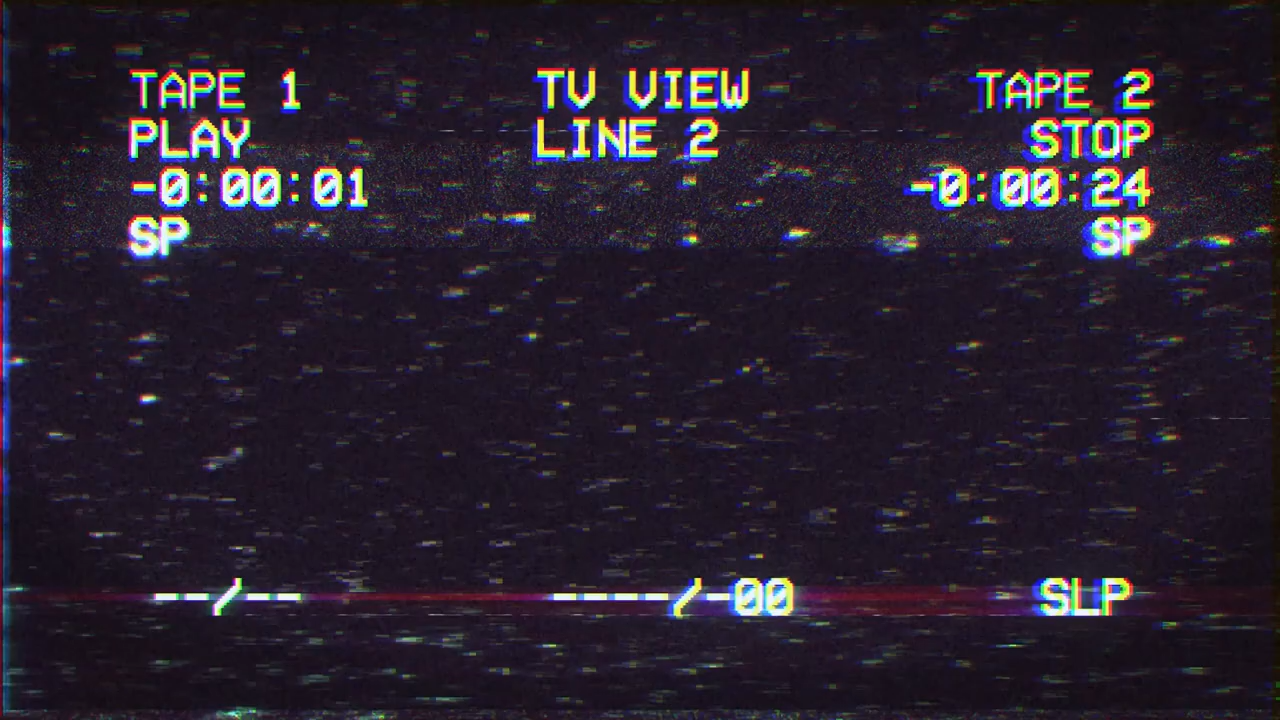 TAPE 1 TV VIEW TAPE 2
PLAY LINE 2 STOP
-0:00:01 -0:00:24
SP SP
--/-- ----/-00 SLP